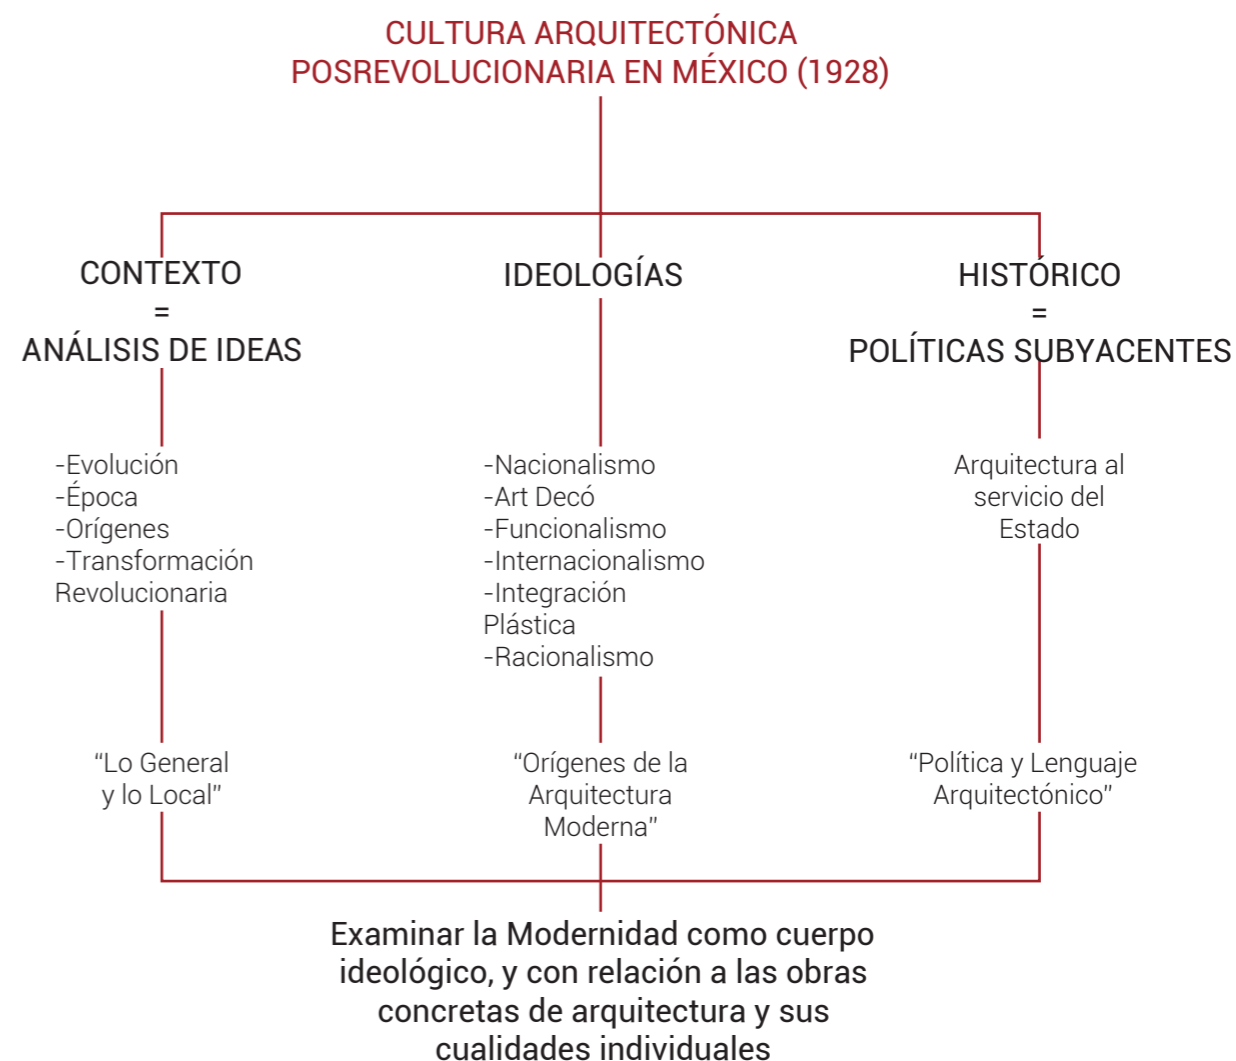 CULTURA ARQUITECTÓNICA
POSREVOLUCIONARIA EN MÉXICO (1928)
CONTEXTO
=
ANÁLISIS DE IDEAS
-Evolución
-Época
-Orígenes
-Transformación
Revolucionaria
“Lo General
y lo Local”
IDEOLOGÍAS
-Nacionalismo
-Art Decó
-Funcionalismo
-Internacionalismo
-Integración
Plástica
-Racionalismo
“Orígenes de la
Arquitectura
Moderna”
HISTÓRICO
=
POLÍTICAS SUBYACENTES
Arquitectura al
servicio del
Estado
“Política y Lenguaje
Arquitectónico”
Examinar la Modernidad como cuerpo
ideológico, y con relación a las obras
concretas de arquitectura y sus
cualidades individuales